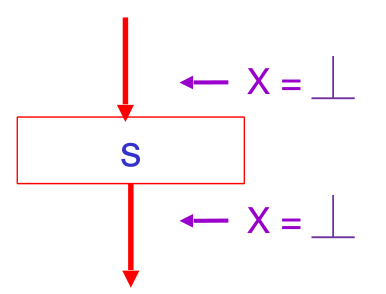 X = ⊥
s
X = ⊥